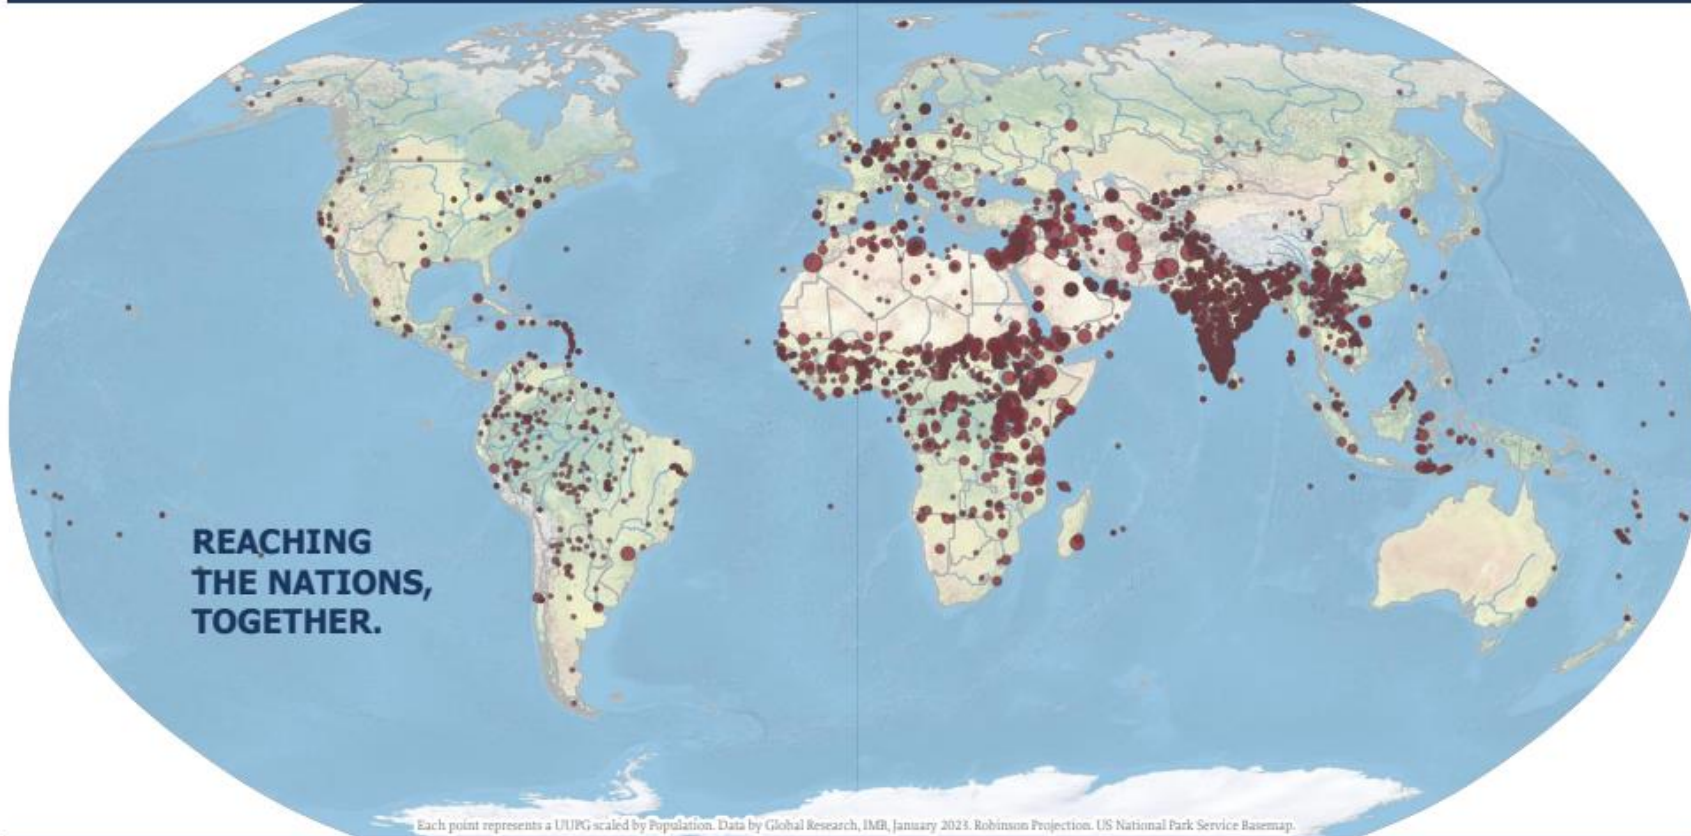 REACHING
THE NATIONS,
TOGETHER.
Each point represents a UUPG scaled by Population. Data by Global Research, IMB, January 2023. Robinson Projection. US National Park Service Basemap.